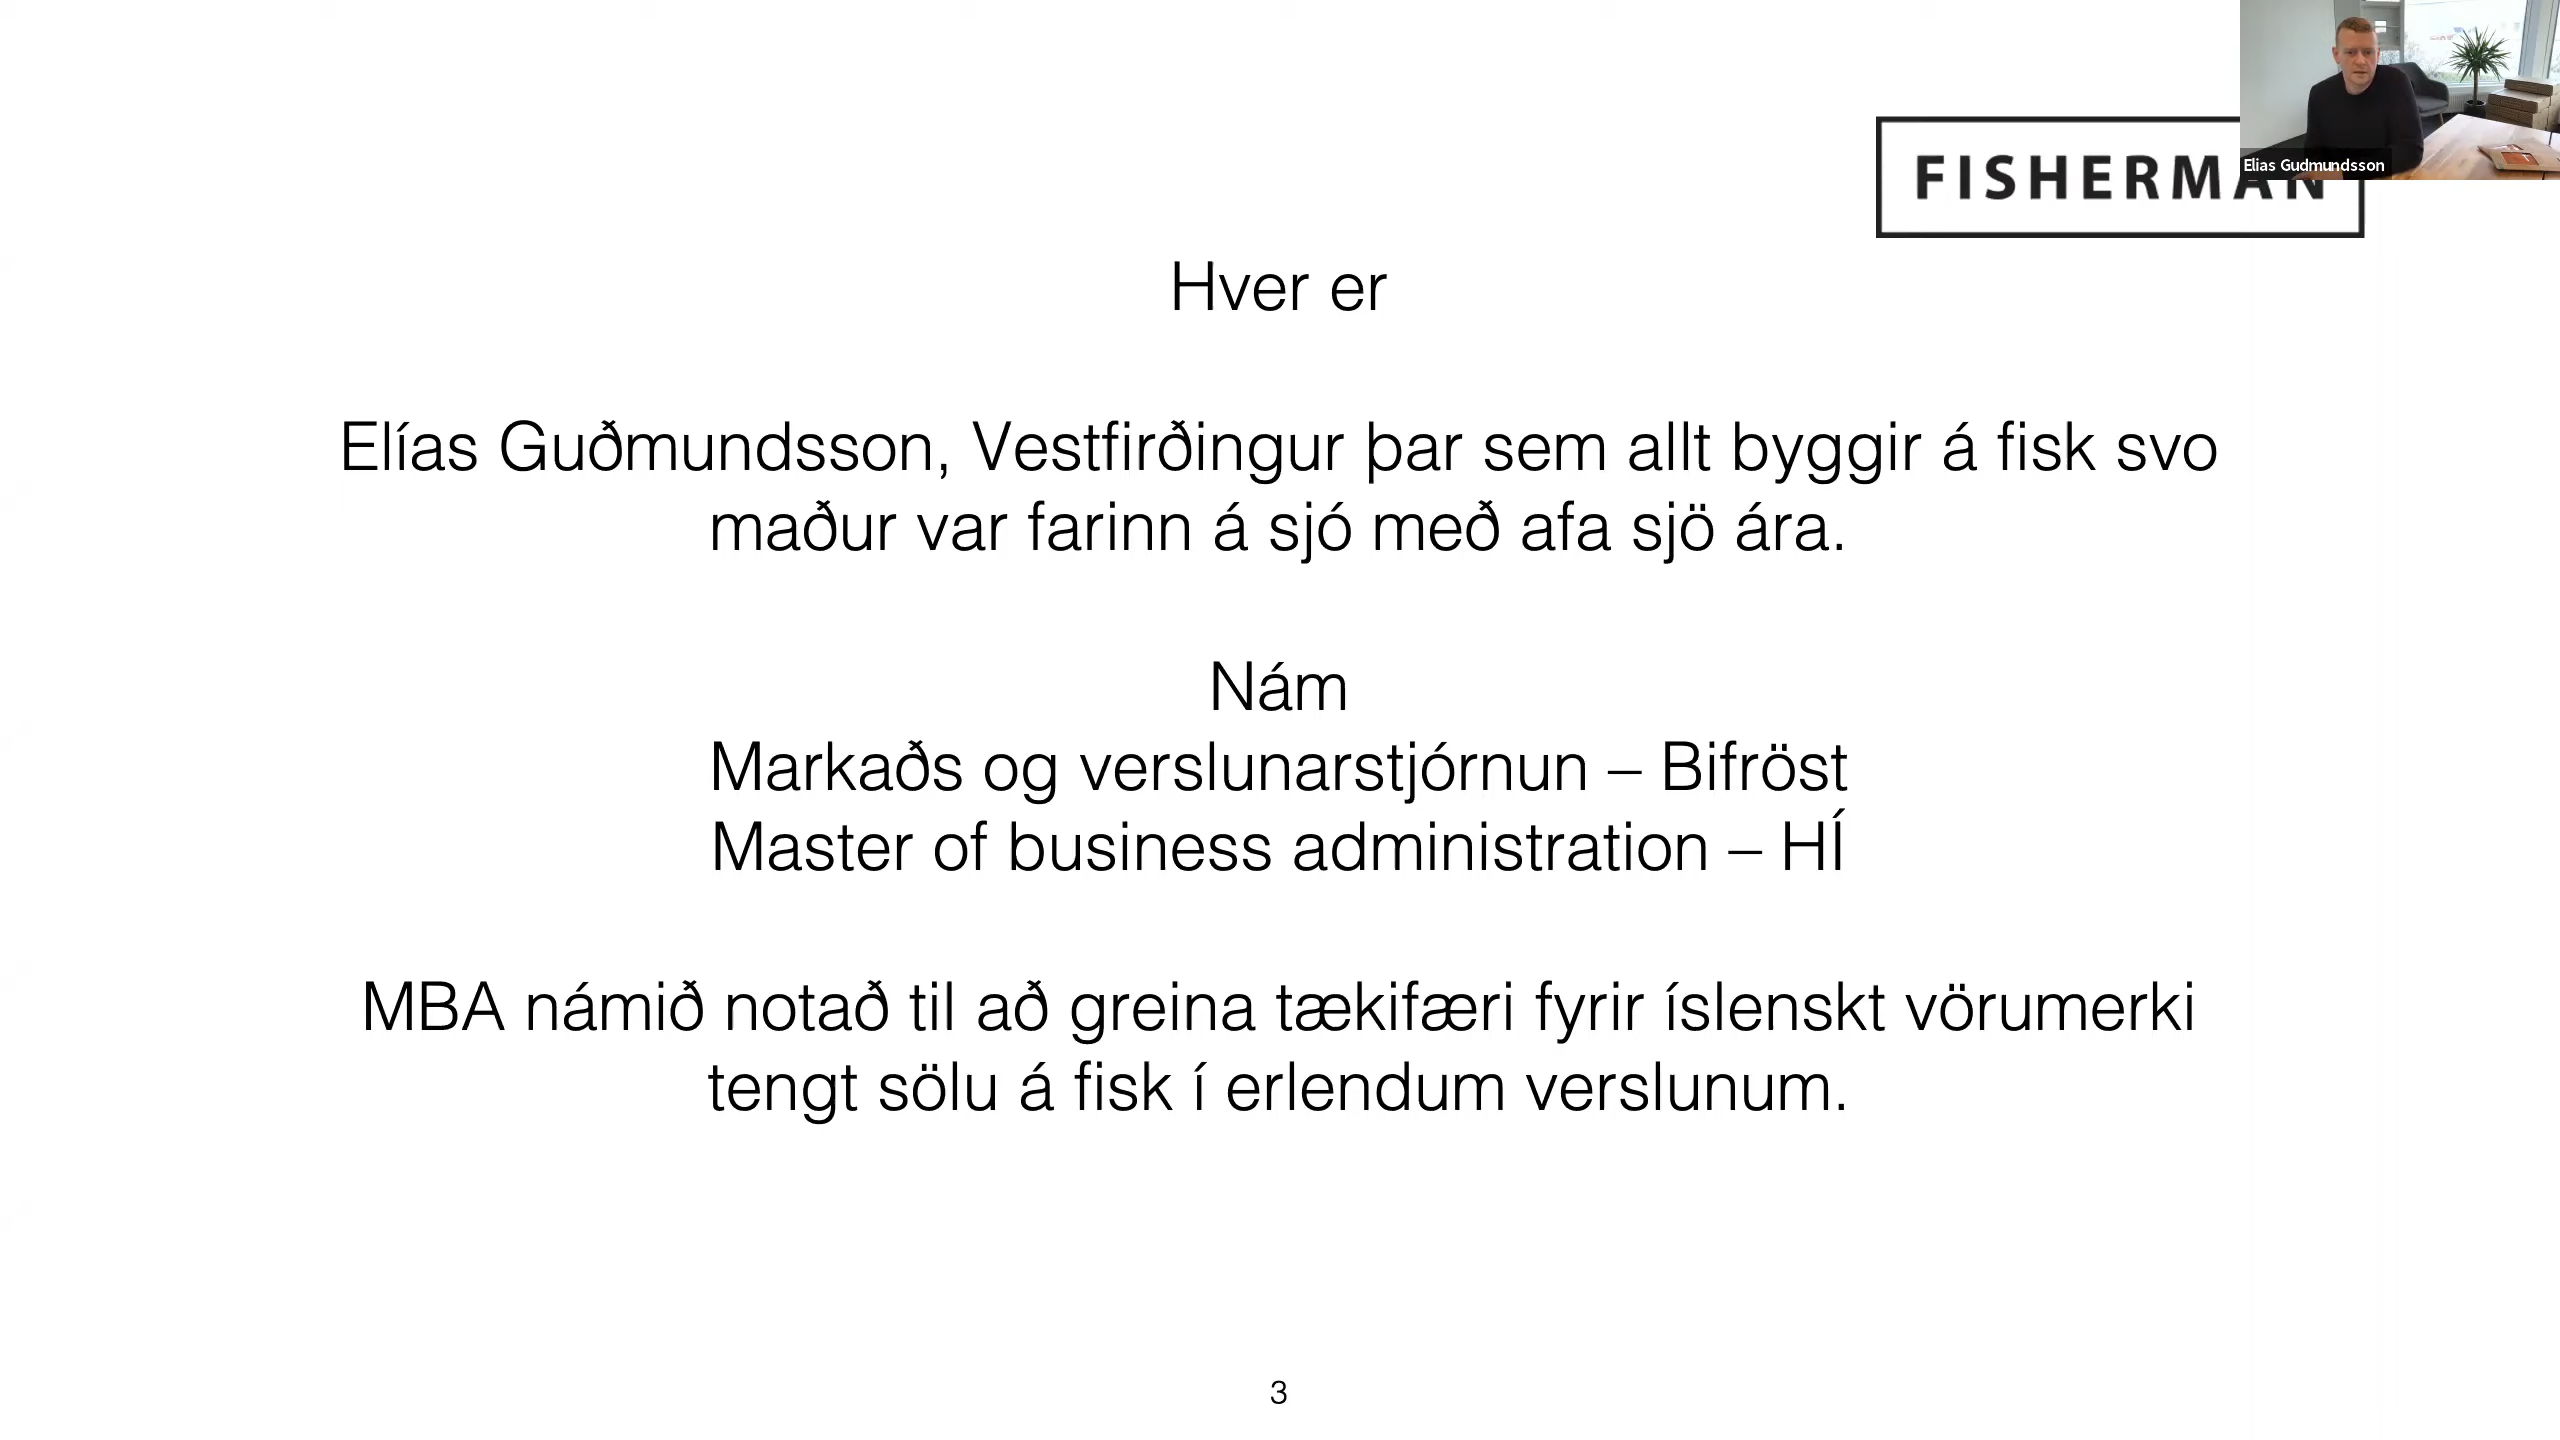 Elias Gudmundsson
FISHERMAN
Hver er
Elías Guðmundsson, Vestfirðingur þar sem allt byggir á fisk svo
maður var farinn á sjó með afa sjö ára.
Nám
Markaðs og verslunarstjórnun – Bifröst
Master of business administration – HÍ
MBA námið notað til að greina tækifæri fyrir íslenskt vörumerki
tengt sölu á fisk í erlendum verslunum.
3